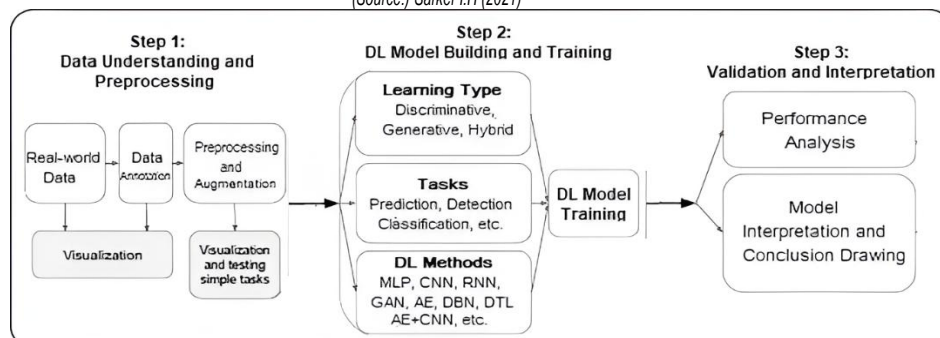 (Source:) Sarker I.H (2021)
Step 1:
Data Understanding and
Preprocessing
Real-world
Data
Data
Annotation
Preprocessing
and
Augmentation
Visualization
Visualization
and testing
simple tasks
Step 2:
DL Model Building and Training
Learning Type
Discriminative,
Generative, Hybrid
Tasks
Prediction, Detection
Classification, etc.
DL Methods
MLP, CNN, RNN,
GAN, AE, DBN, DTL
AE+CNN, etc.
DL Model
Training
Step 3:
Validation and Interpretation
Performance
Analysis
Model
Interpretation and
Conclusion Drawing